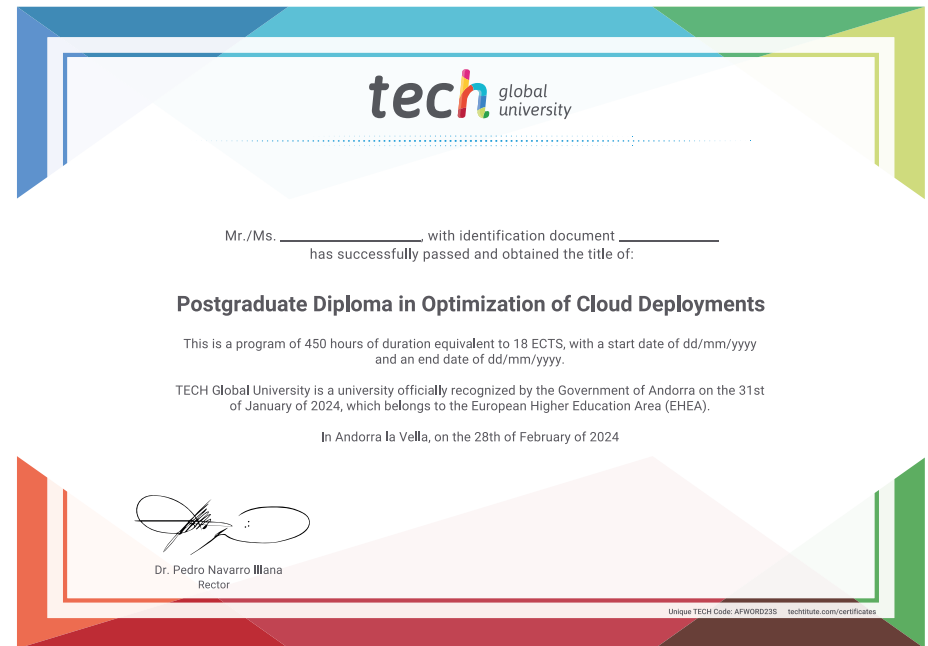 tech global university
Mr./Ms. ____________, with identification document ____________
has successfully passed and obtained the title of:
Postgraduate Diploma in Optimization of Cloud Deployments
This is a program of 450 hours of duration equivalent to 18 ECTS, with a start date of dd/mm/yyyy
and an end date of dd/mm/yyyy.
TECH Global University is a university officially recognized by the Government of Andorra on the 31st
of January of 2024, which belongs to the European Higher Education Area (EHEA).
In Andorra la Vella, on the 28th of February of 2024
Dr. Pedro Navarro Illana
Rector
Unique TECH Code: AFWORD23S techtitute.com/certificates